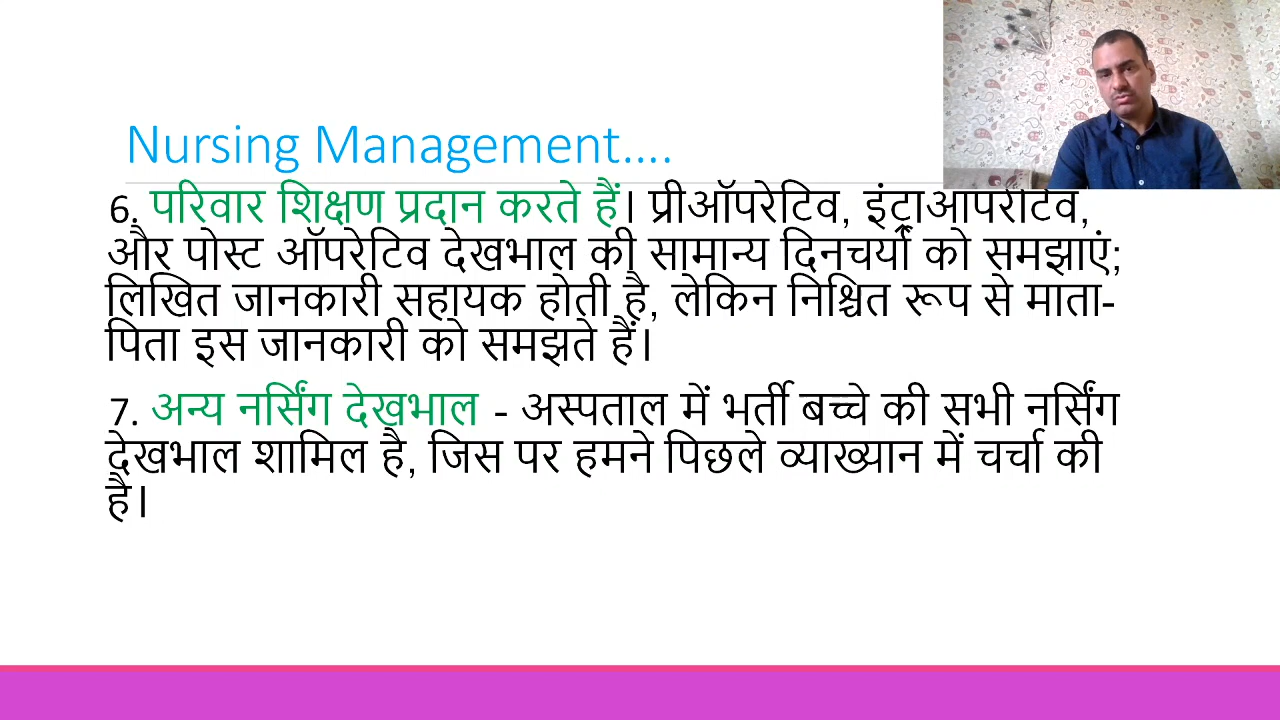 Nursing Management....
6. परिवार शिक्षण प्रदान करते हैं। प्रीऑपरेटिव, इंट्राऑपरेटिव,
और पोस्ट ऑपरेटिव देखभाल की सामान्य दिनचर्या को समझाएं;
लिखित जानकारी सहायक होती है, लेकिन निश्चित रूप से माता-
पिता इस जानकारी को समझते हैं।
7. अन्य नर्सिंग देखभाल - अस्पताल में भर्ती बच्चे की सभी नर्सिंग
देखभाल शामिल है, जिस पर हमने पिछले व्याख्यान में चर्चा की
है।